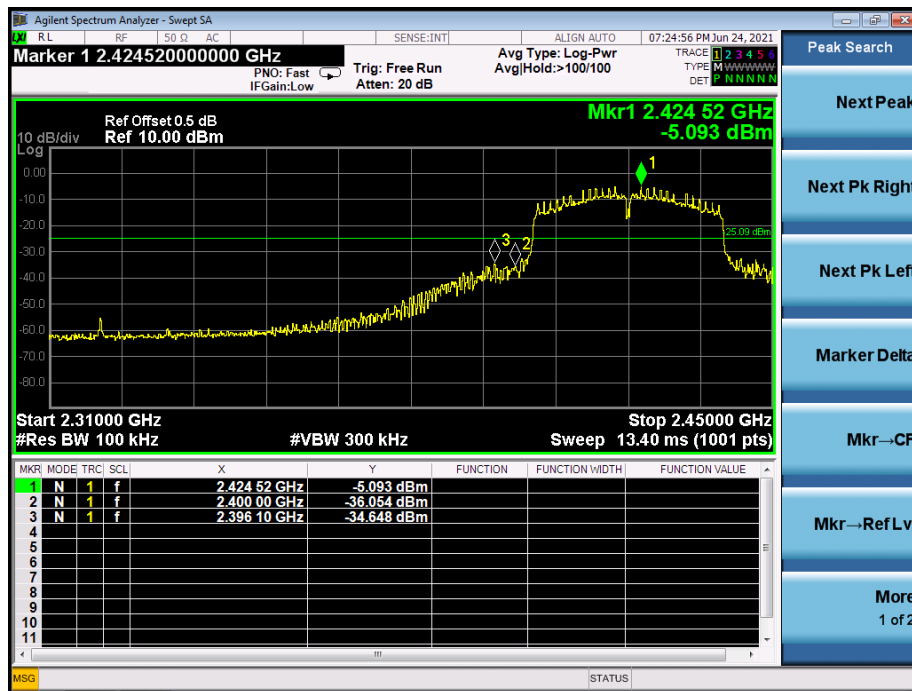 Agilent Spectrum Analyzer - Swept SA
LXI RL RF 50 Ω AC SENSE:INT ALIGN AUTO 07:24:56 PM Jun 24, 2021
Marker 1 2.424520000000 GHz
PNO: Fast
IFGain:Low
Trig: Free Run
Atten: 20 dB
Avg Type: Log-Pwr
Avg|Hold:>100/100
TRACE 1 2 3 4 5 6
TYPE MWWWWW
DET P N N N N N
Ref Offset 0.5 dB
10 dB/div Ref 10.00 dBm
Log
Mkr1 2.424 52 GHz
-5.093 dBm
0.00
-10.0
-20.0
-30.0
-40.0
-50.0
-60.0
-70.0
-80.0
1
3 2
-25.09 dBm
Start 2.31000 GHz Stop 2.45000 GHz
#Res BW 100 kHz #VBW 300 kHz Sweep 13.40 ms (1001 pts)
MKR MODE TRC SCL X Y FUNCTION FUNCTION WIDTH FUNCTION VALUE
1 N 1 f 2.424 52 GHz -5.093 dBm
2 N 1 f 2.400 00 GHz -36.054 dBm
3 N 1 f 2.396 10 GHz -34.648 dBm
4
5
6
7
8
9
10
11
MSG STATUS
Peak Search
Next Peak
Next Pk Right
Next Pk Left
Marker Delta
Mkr→CF
Mkr→Ref Lv
More
1 of 2